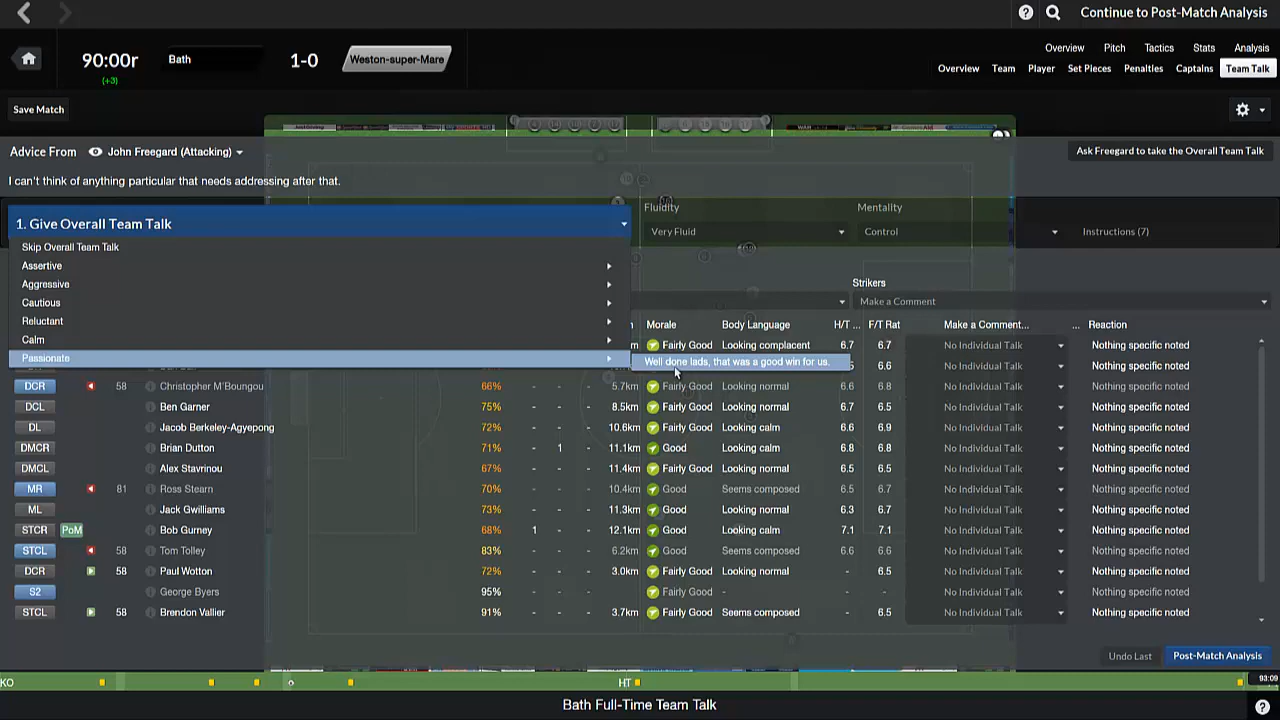 Continue to Post-Match Analysis
90:00r
(+3)
Bath
1-0
Weston-super-Mare
Overview Pitch Tactics Stats Analysis
Overview Team Player Set Pieces Penalties Captains Team Talk
Save Match
Advice From John Freegard (Attacking)
Ask Freegard to take the Overall Team Talk
I can't think of anything particular that needs addressing after that.
1. Give Overall Team Talk
Fluidity Mentality
Very Fluid Control Instructions (7)
Skip Overall Team Talk
Assertive
Aggressive
Cautious
Reluctant
Calm
Passionate
Well done lads, that was a good win for us.
Strikers
Make a Comment
Morale Body Language H/T ... F/T Rat Make a Comment... ... Reaction
Fairly Good Looking complacent 6.7 6.7 No Individual Talk Nothing specific noted
6.6 No Individual Talk Nothing specific noted
DCR 58 Christopher M'Boungou 66% - - - 5.7km Fairly Good Looking normal 6.6 6.8 No Individual Talk Nothing specific noted
DCL Ben Garner 75% - - - 8.5km Fairly Good Looking normal 6.7 6.5 No Individual Talk Nothing specific noted
DL Jacob Berkeley-Agyepong 72% - - - 10.6km Fairly Good Looking calm 6.6 6.9 No Individual Talk Nothing specific noted
DMCR Brian Dutton 71% - 1 - 11.1km Good Looking calm 6.8 6.8 No Individual Talk Nothing specific noted
DMCL Alex Stavrinou 67% - - - 11.4km Fairly Good Looking normal 6.5 6.5 No Individual Talk Nothing specific noted
MR 81 Ross Stearn 70% - - - 10.4km Good Seems composed 6.5 6.7 No Individual Talk Nothing specific noted
ML Jack Gwilliams 73% - - - 11.3km Good Looking normal 6.3 6.7 No Individual Talk Nothing specific noted
STCR PoM Bob Gurney 68% 1 - - 12.1km Good Looking calm 7.1 7.1 No Individual Talk Nothing specific noted
STCL 58 Tom Tolley 83% - - - 6.2km Good Seems composed 6.6 6.6 No Individual Talk Nothing specific noted
DCR 58 Paul Wotton 72% - - - 3.0km Fairly Good Looking normal - 6.5 No Individual Talk Nothing specific noted
S2 George Byers 95% - - - Fairly Good - - - No Individual Talk Nothing specific noted
STCL 58 Brendon Vallier 91% - - - 3.7km Fairly Good Seems composed - 6.5 No Individual Talk Nothing specific noted
Undo Last Post-Match Analysis
KO HT 93:09
Bath Full-Time Team Talk